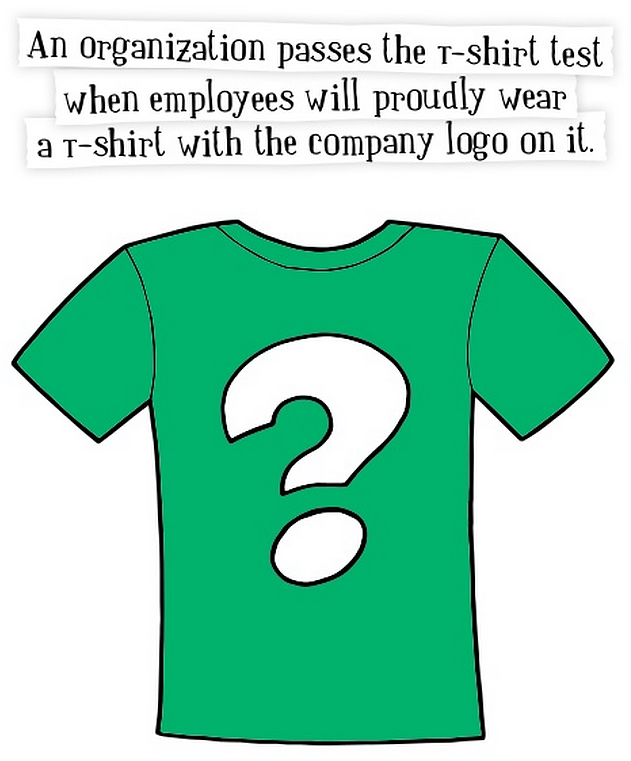 An organization passes the T-shirt test
when employees will proudly wear
a T-shirt with the company logo on it.
?